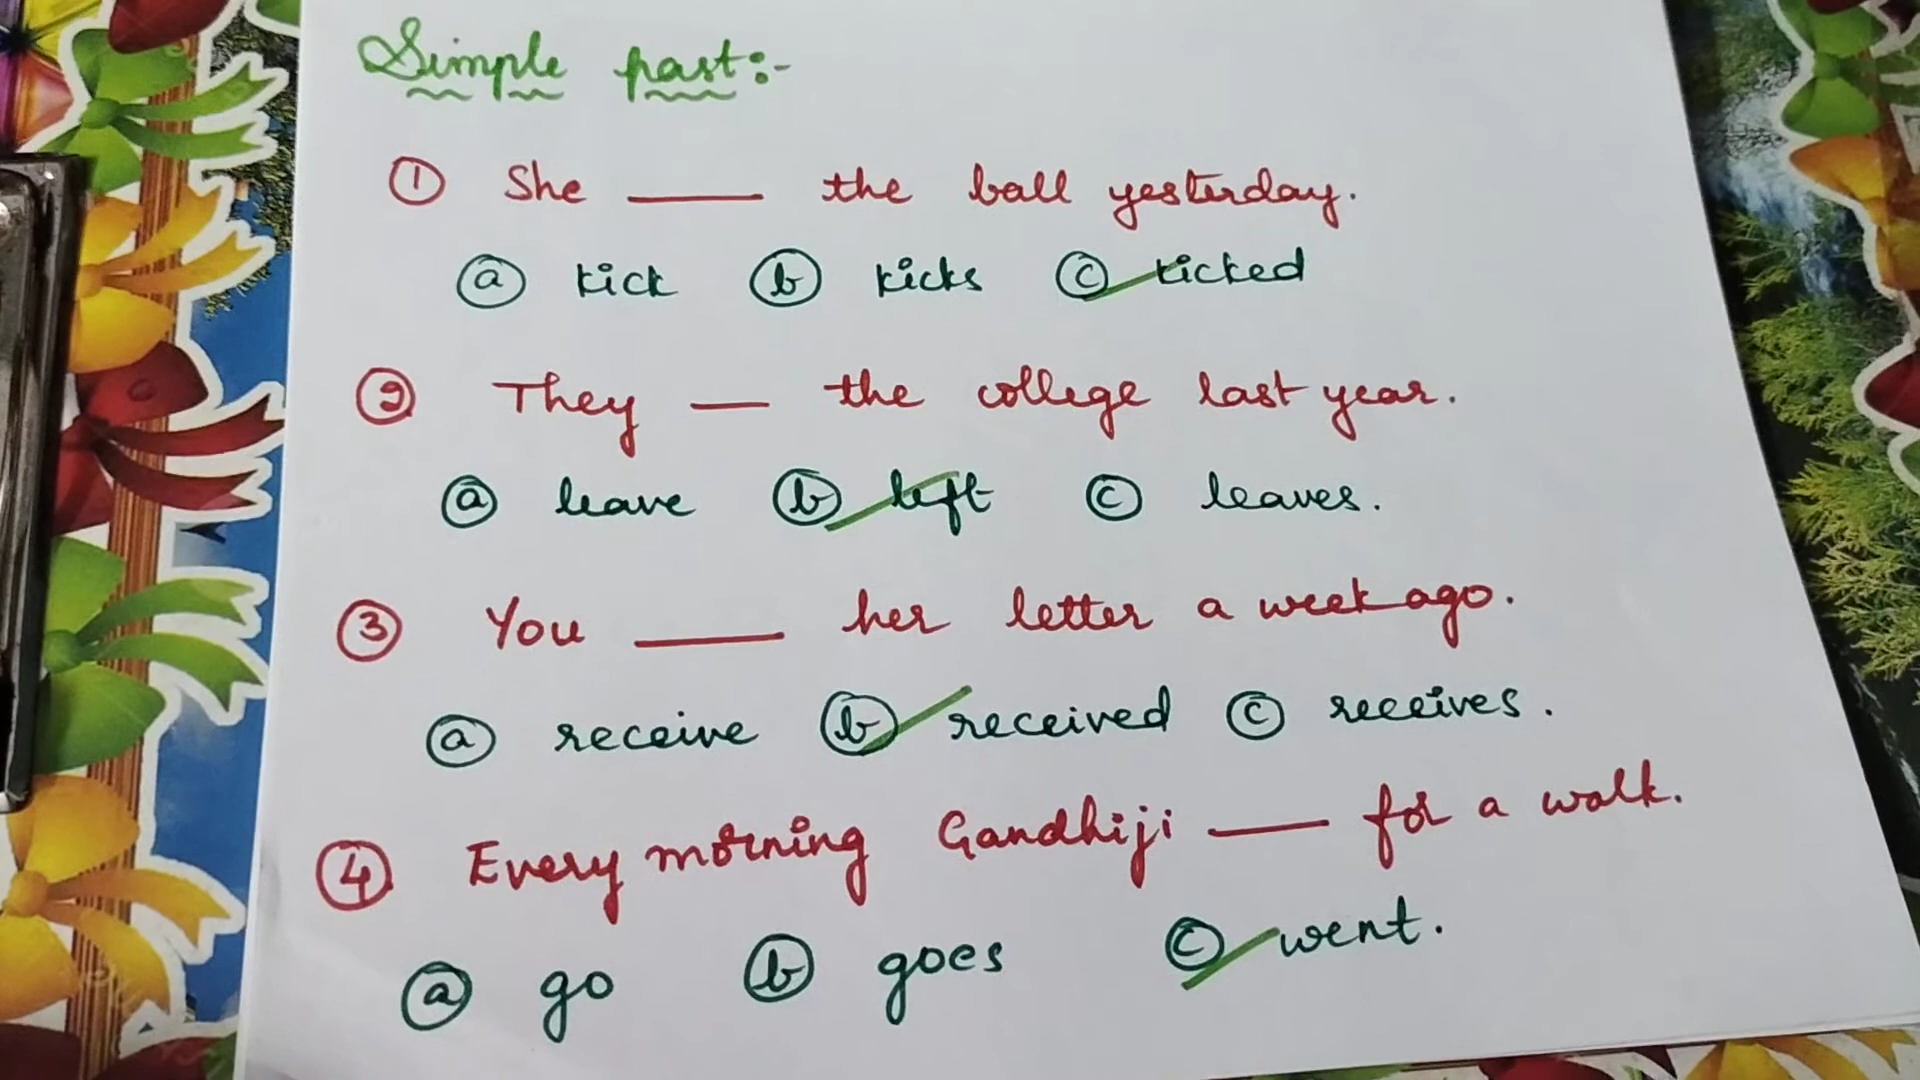 Simple past:-
① She ____ the ball yesterday.
ⓐ kick ⓑ kicks ⓒ kicked
② They ___ the college last year.
ⓐ leave ⓑ left ⓒ leaves.
③ You ____ her letter a week ago.
ⓐ receive ⓑ received ⓒ receives.
④ Every morning Gandhiji ____ for a walk.
ⓐ go ⓑ goes ⓒ went.